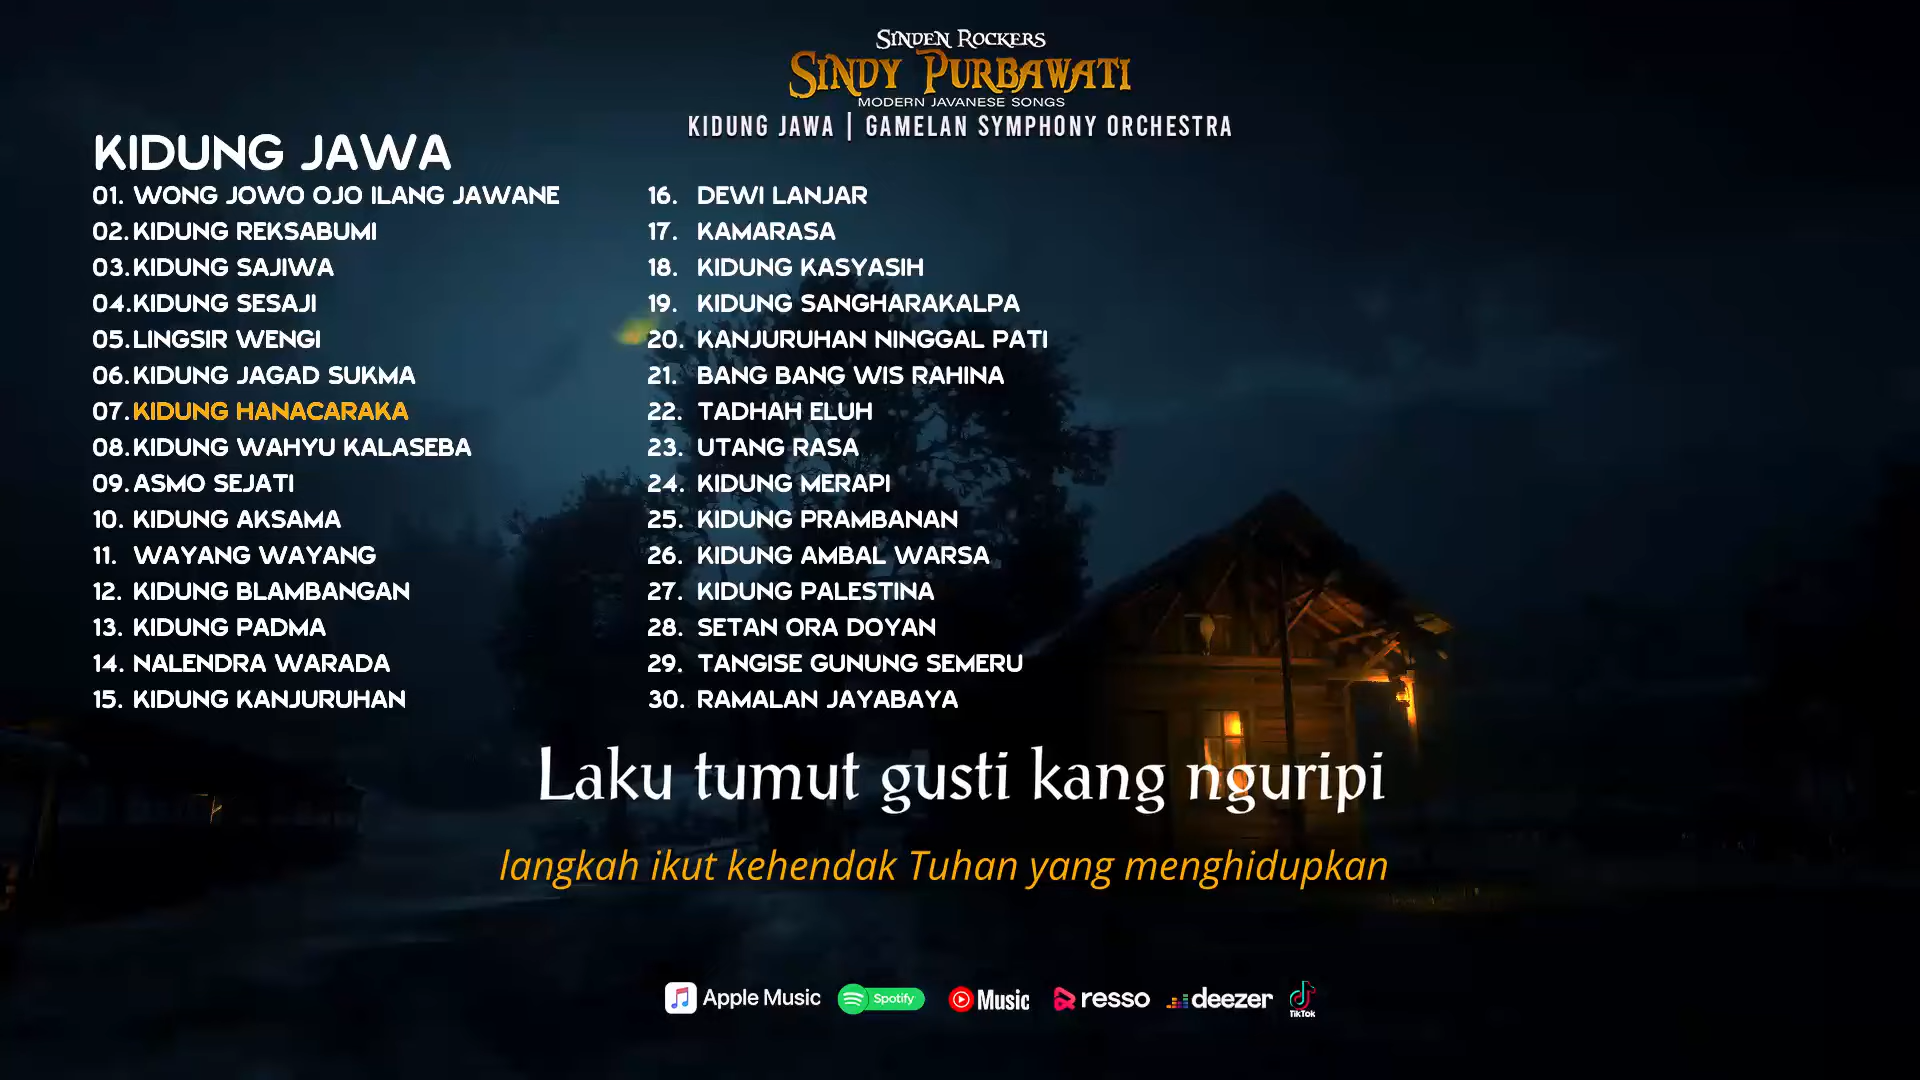 SINDEN ROCKERS
SINDY PURBAWATI
MODERN JAVANESE SONGS
KIDUNG JAWA | GAMELAN SYMPHONY ORCHESTRA
KIDUNG JAWA
01. WONG JOWO OJO ILANG JAWANE
02. KIDUNG REKSABUMI
03. KIDUNG SAJIWA
04. KIDUNG SESAJI
05. LINGSIR WENGI
06. KIDUNG JAGAD SUKMA
07. KIDUNG HANACARAKA
08. KIDUNG WAHYU KALASEBA
09. ASMO SEJATI
10. KIDUNG AKSAMA
11. WAYANG WAYANG
12. KIDUNG BLAMBANGAN
13. KIDUNG PADMA
14. NALENDRA WARADA
15. KIDUNG KANJURUHAN
16. DEWI LANJAR
17. KAMARASA
18. KIDUNG KASYASIH
19. KIDUNG SANGHARAKALPA
20. KANJURUHAN NINGGAL PATI
21. BANG BANG WIS RAHINA
22. TADHAH ELUH
23. UTANG RASA
24. KIDUNG MERAPI
25. KIDUNG PRAMBANAN
26. KIDUNG AMBAL WARSA
27. KIDUNG PALESTINA
28. SETAN ORA DOYAN
29. TANGISE GUNUNG SEMERU
30. RAMALAN JAYABAYA
Laku tumut gusti kang nguripi
langkah ikut kehendak Tuhan yang menghidupkan
Apple Music Spotify Music resso deezer TikTok